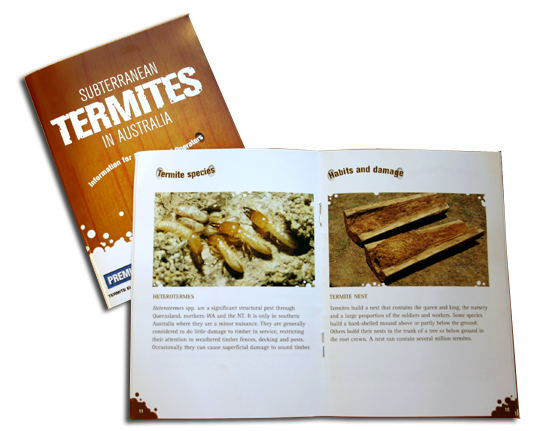 SUBTERRANEAN
TERMITES
IN AUSTRALIA
Information for Operators
PREMI
TERMITE
Termite species
HETEROTERMES
Heterotermes spp. are a significant structural pest through
Queensland, northern WA and the NT. It is only in southern
Australia where they are a minor nuisance. They are generally
considered to do little damage to timber in service, restricting
their attention to weathered timber fences, decking and posts.
Occasionally they can cause superficial damage to sound timber.
11
Habits and damage
TERMITE NEST
Termites build a nest that contains the queen and king, the nursery
and a large proportion of the soldiers and workers. Some species
build a hard-shelled mound above or partly below the ground.
Others build their nests in the trunk of a tree or below ground in
the root crown. A nest can contain several million termites.